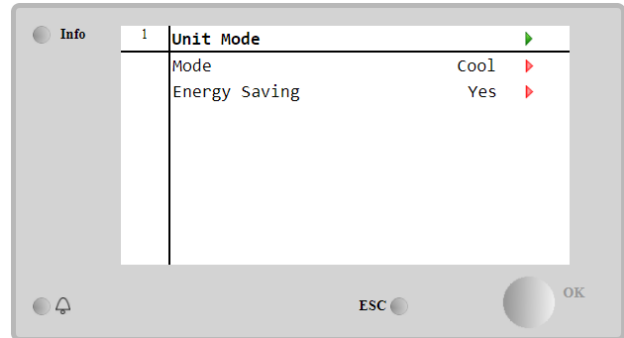 Info
1 Unit Mode
Mode Cool
Energy Saving Yes
ESC
OK